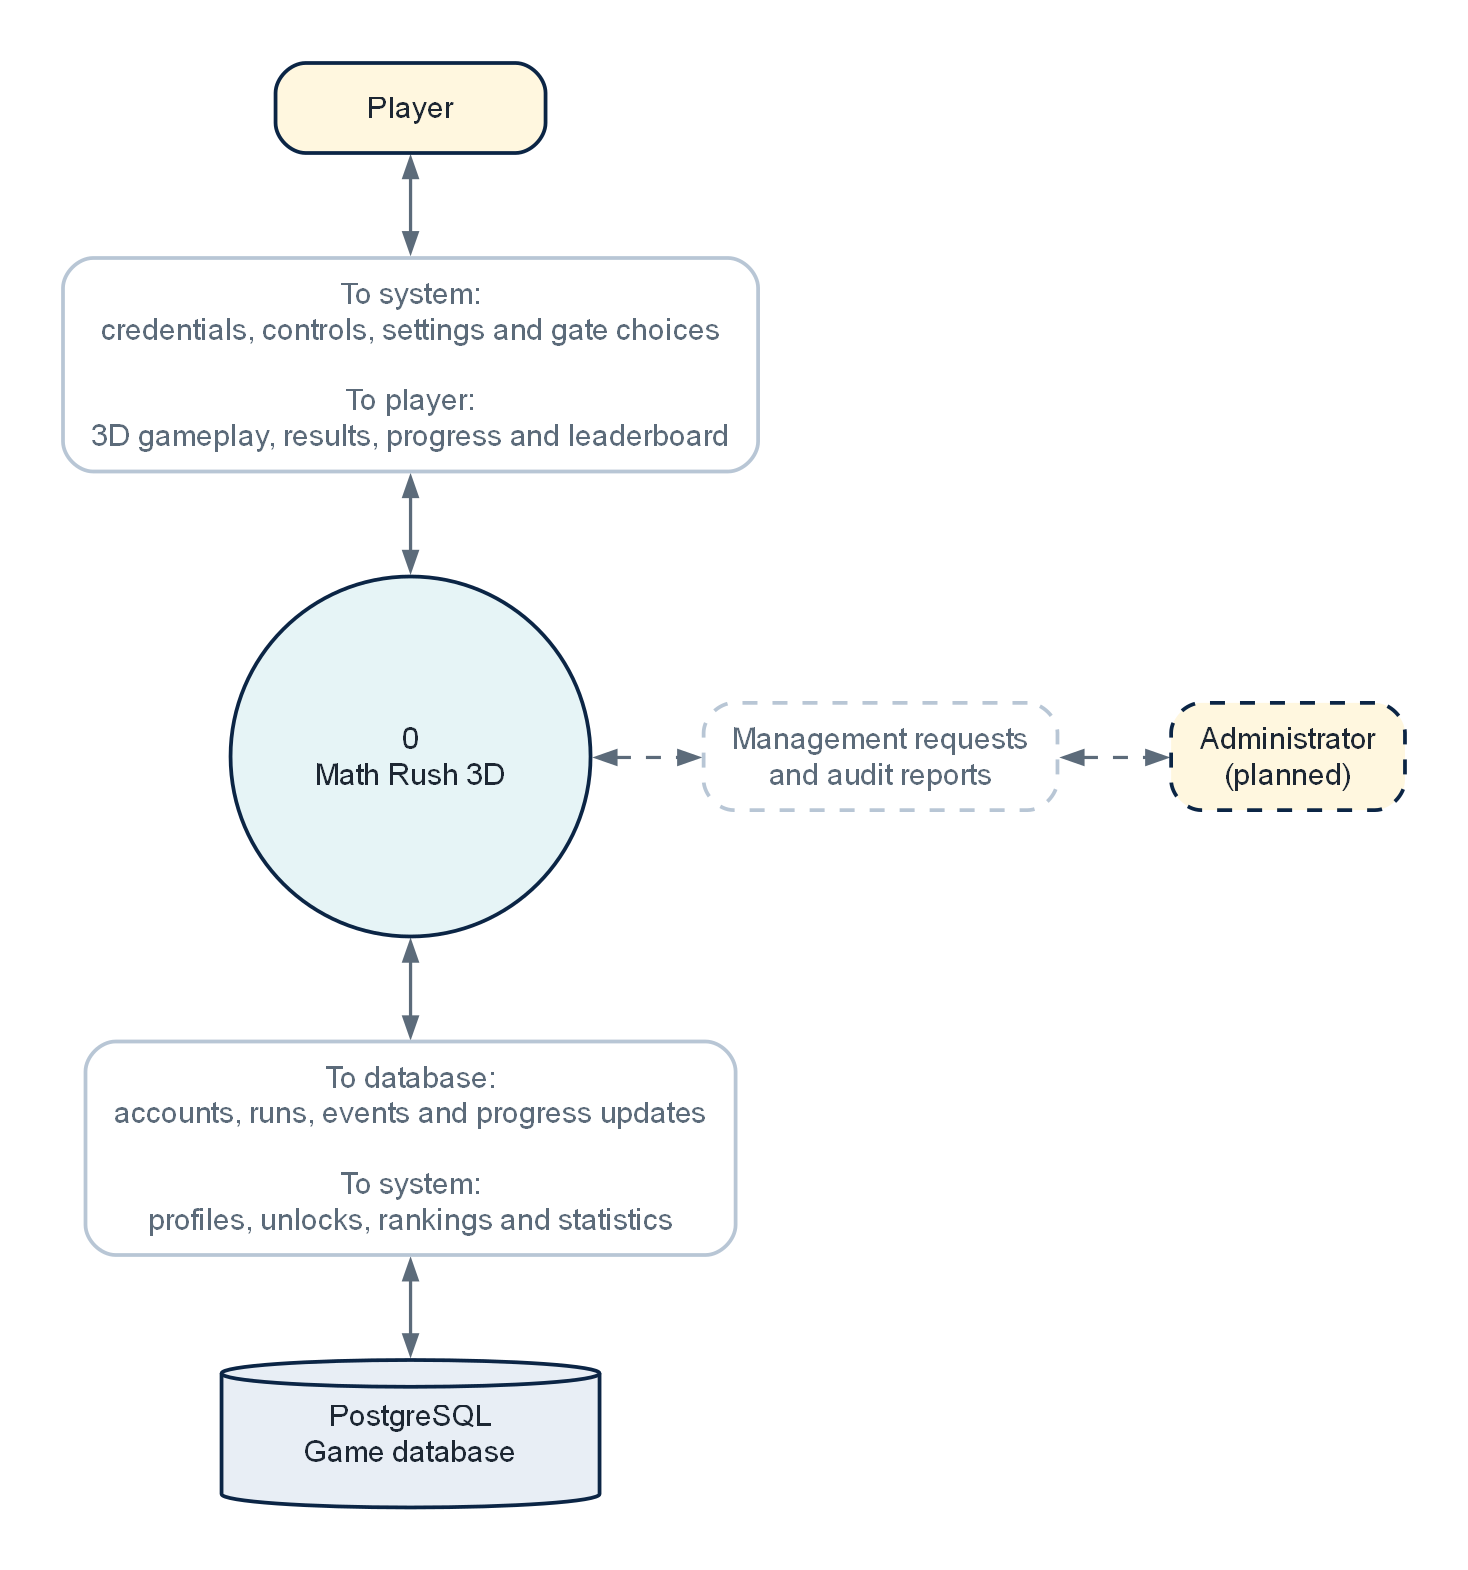 Player
To system:
credentials, controls, settings and gate choices
To player:
3D gameplay, results, progress and leaderboard
0
Math Rush 3D
Management requests
and audit reports
Administrator
(planned)
To database:
accounts, runs, events and progress updates
To system:
profiles, unlocks, rankings and statistics
PostgreSQL
Game database